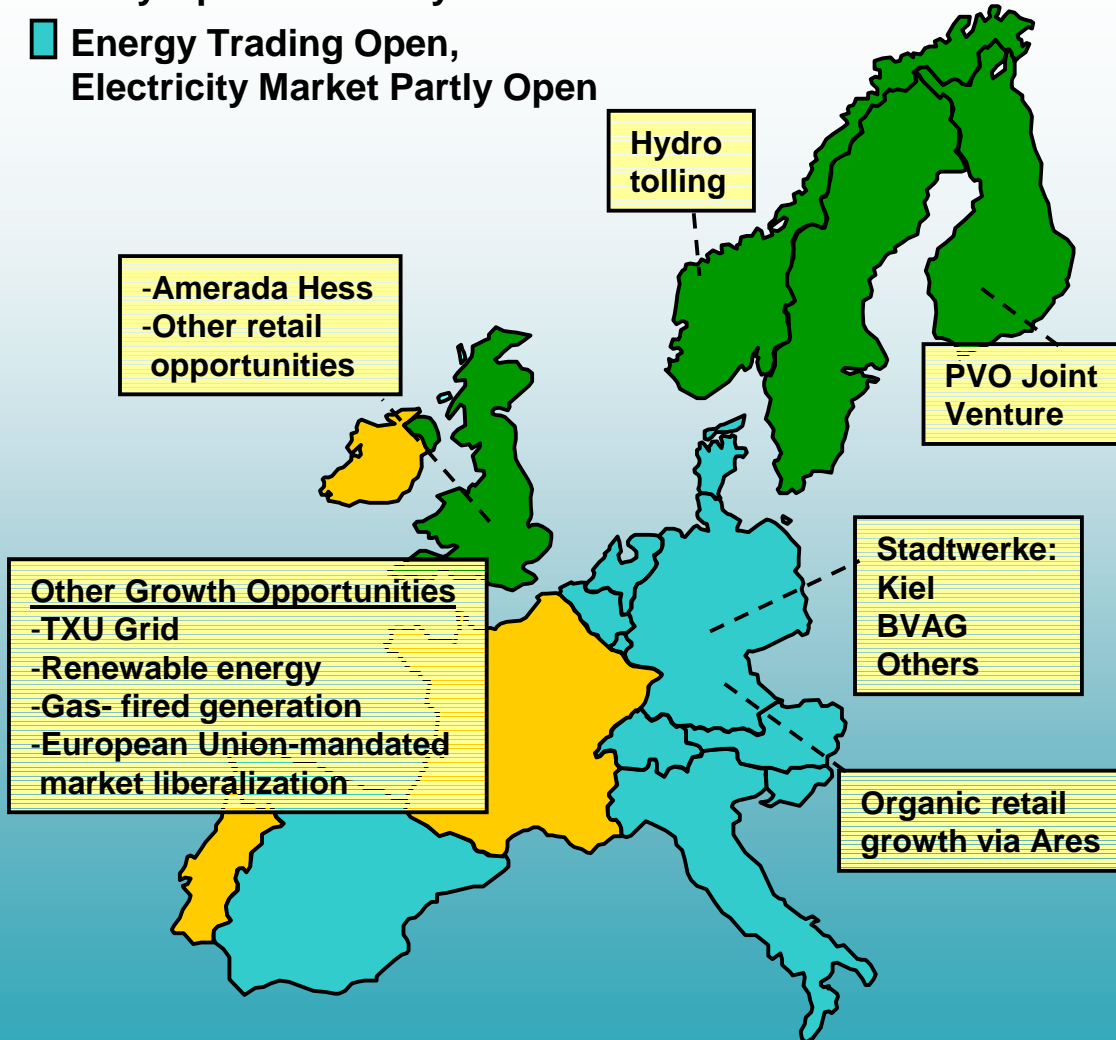 Energy Trading Open,
Electricity Market Partly Open
Hydro
tolling
-Amerada Hess
-Other retail
opportunities
PVO Joint
Venture
Stadtwerke:
Kiel
BVAG
Others
Other Growth Opportunities
-TXU Grid
-Renewable energy
-Gas- fired generation
-European Union-mandated
market liberalization
Organic retail
growth via Ares